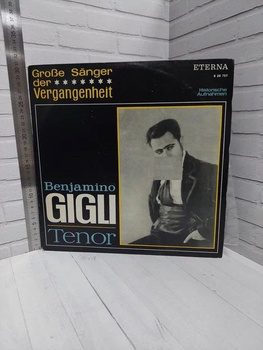 Große Sänger
der ★★★★★★★
Vergangenheit
ETERNA
Historische
Aufnahmen
Benjamino
GIGLI
Tenor